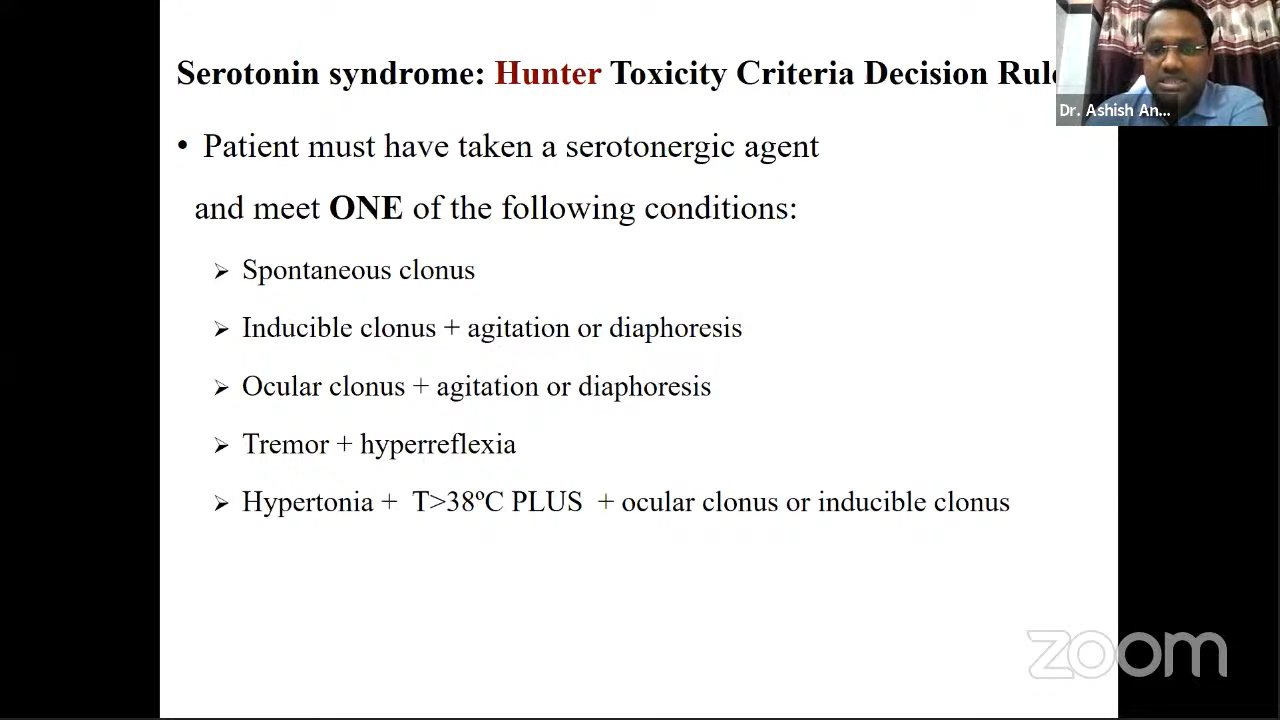 Serotonin syndrome: Hunter Toxicity Criteria Decision Rule
Dr. Ashish An...
• Patient must have taken a serotonergic agent
and meet ONE of the following conditions:
➢ Spontaneous clonus
➢ Inducible clonus + agitation or diaphoresis
➢ Ocular clonus + agitation or diaphoresis
➢ Tremor + hyperreflexia
➢ Hypertonia + T>38ºC PLUS + ocular clonus or inducible clonus
zoom